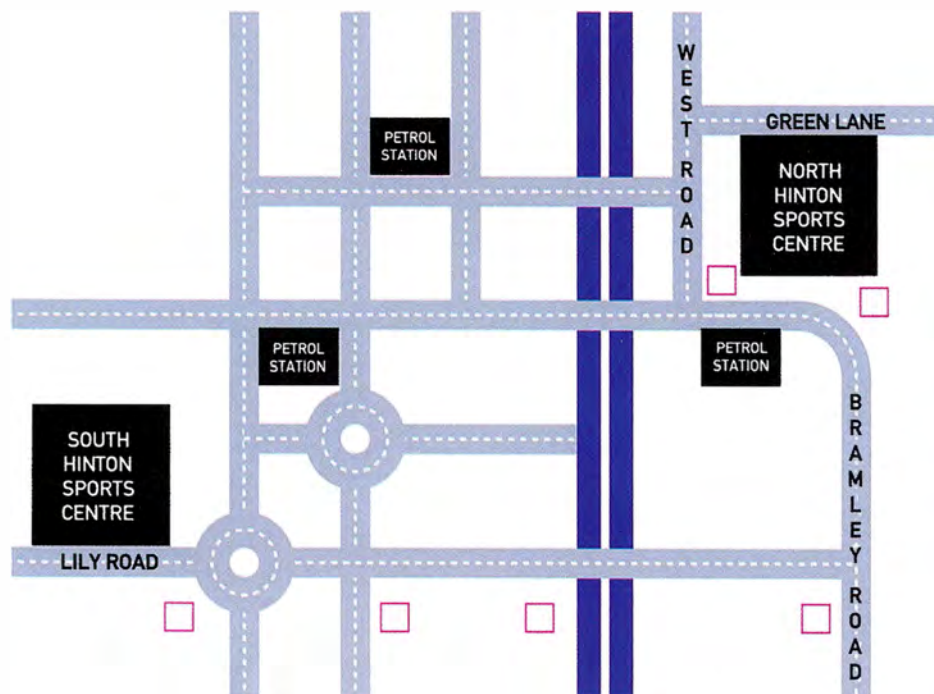 WEST ROAD
GREEN LANE
PETROL
STATION
NORTH
HINTON
SPORTS
CENTRE
PETROL
STATION
PETROL
STATION
SOUTH
HINTON
SPORTS
CENTRE
BRAMLEY ROAD
LILY ROAD